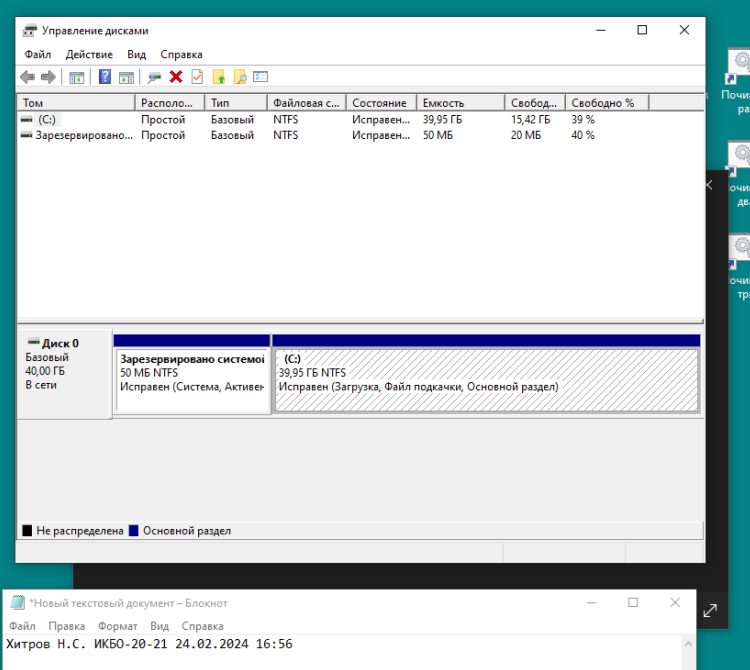 Управление дисками
Файл Действие Вид Справка
Том Располо... Тип Файловая с... Состояние Емкость Свобод... Свободно %
(C:) Простой Базовый NTFS Исправен... 39,95 ГБ 15,42 ГБ 39 %
Зарезервировано... Простой Базовый NTFS Исправен... 50 МБ 20 МБ 40 %
Диск 0
Базовый
40,00 ГБ
В сети
Зарезервировано системой
50 МБ NTFS
Исправен (Система, Активен
(C:)
39,95 ГБ NTFS
Исправен (Загрузка, Файл подкачки, Основной раздел)
Не распределена Основной раздел
*Новый текстовый документ – Блокнот
Файл Правка Формат Вид Справка
Хитров Н.С. ИКБО-20-21 24.02.2024 16:56